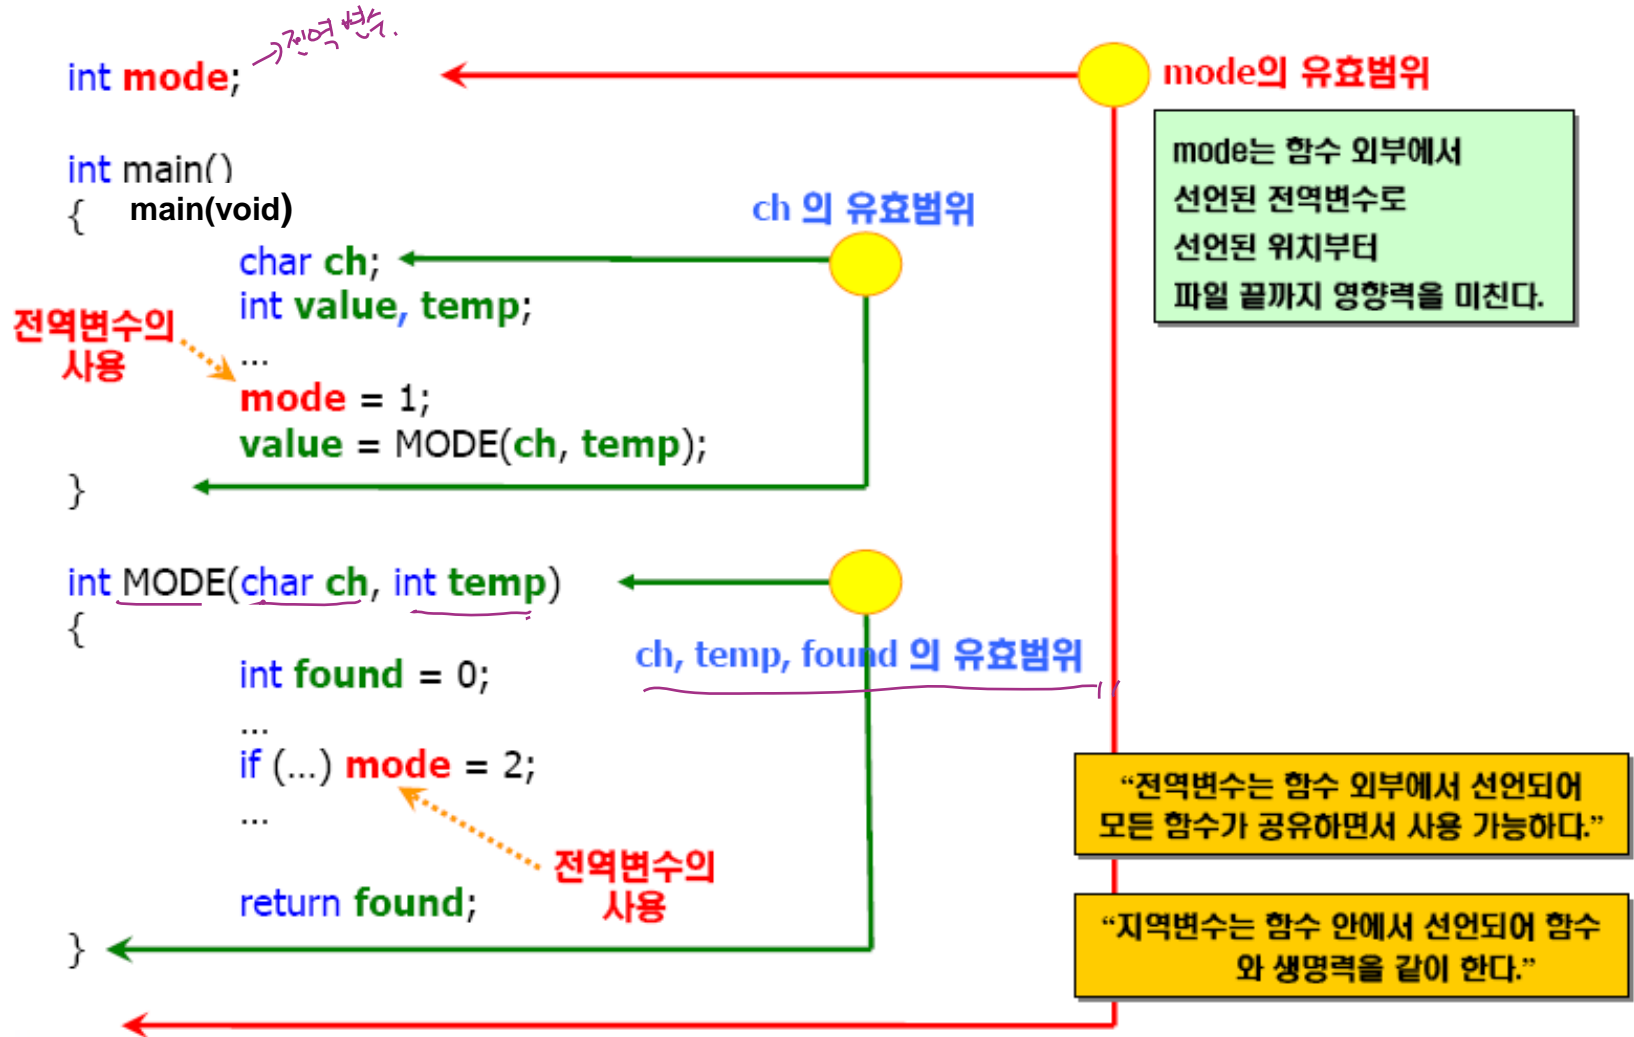 →전역변수.
int mode;
mode의 유효범위
mode는 함수 외부에서
선언된 전역변수로
선언된 위치부터
파일 끝까지 영향력을 미친다.
int main()
{ main(void)
ch 의 유효범위
char ch;
int value, temp;
전역변수의
사용
...
mode = 1;
value = MODE(ch, temp);
}
int MODE(char ch, int temp)
{
ch, temp, found 의 유효범위
int found = 0;
...
if (...) mode = 2;
...
전역변수의
사용
return found;
}
“전역변수는 함수 외부에서 선언되어
모든 함수가 공유하면서 사용 가능하다.”
“지역변수는 함수 안에서 선언되어 함수
와 생명력을 같이 한다.”